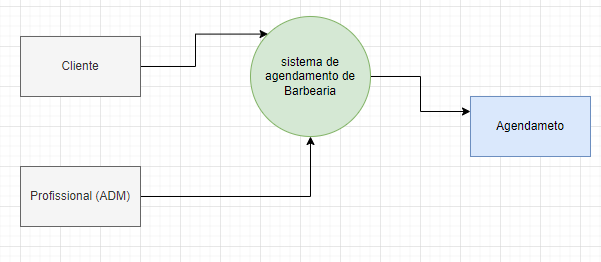 Cliente
sistema de
agendamento de
Barbearia
Agendameto
Profissional (ADM)